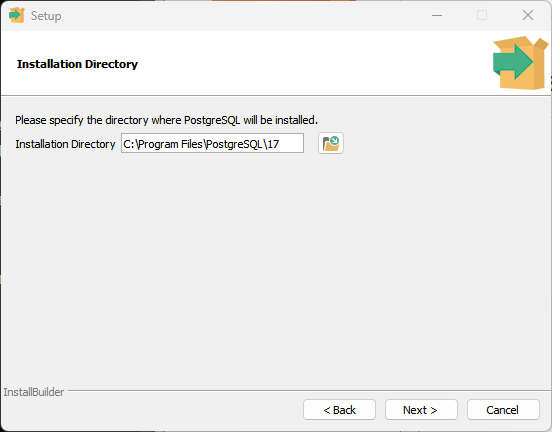 Setup
Installation Directory
Please specify the directory where PostgreSQL will be installed.
Installation Directory C:\Program Files\PostgreSQL\17
InstallBuilder
< Back Next > Cancel